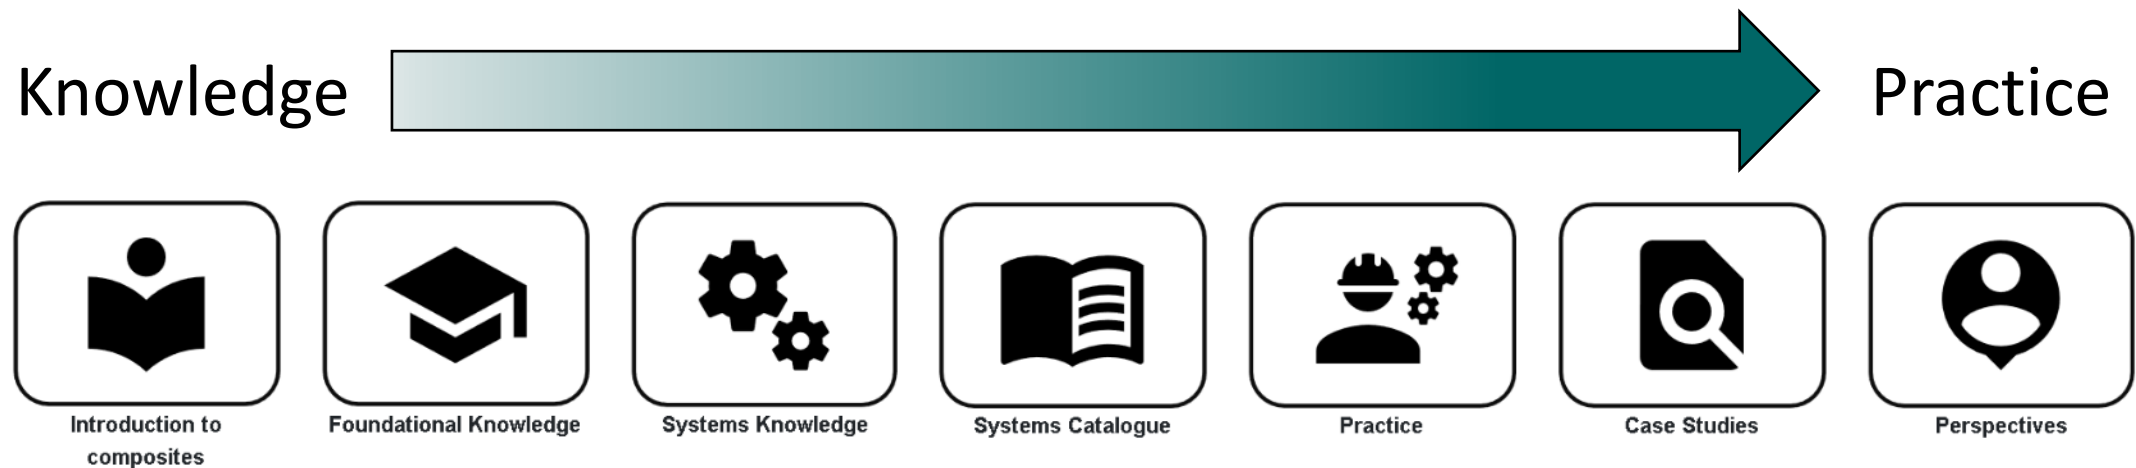 Knowledge
Practice
Introduction to
composites
Foundational Knowledge
Systems Knowledge
Systems Catalogue
Practice
Case Studies
Perspectives